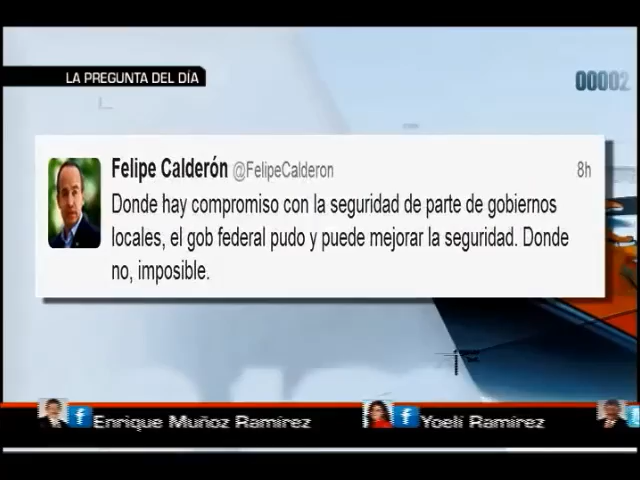 LA PREGUNTA DEL DÍA
00002
Felipe Calderón @FelipeCalderon 8h
Donde hay compromiso con la seguridad de parte de gobiernos
locales, el gob federal pudo y puede mejorar la seguridad. Donde
no, imposible.
Enrique Muñoz Ramírez
Yoeli Ramírez